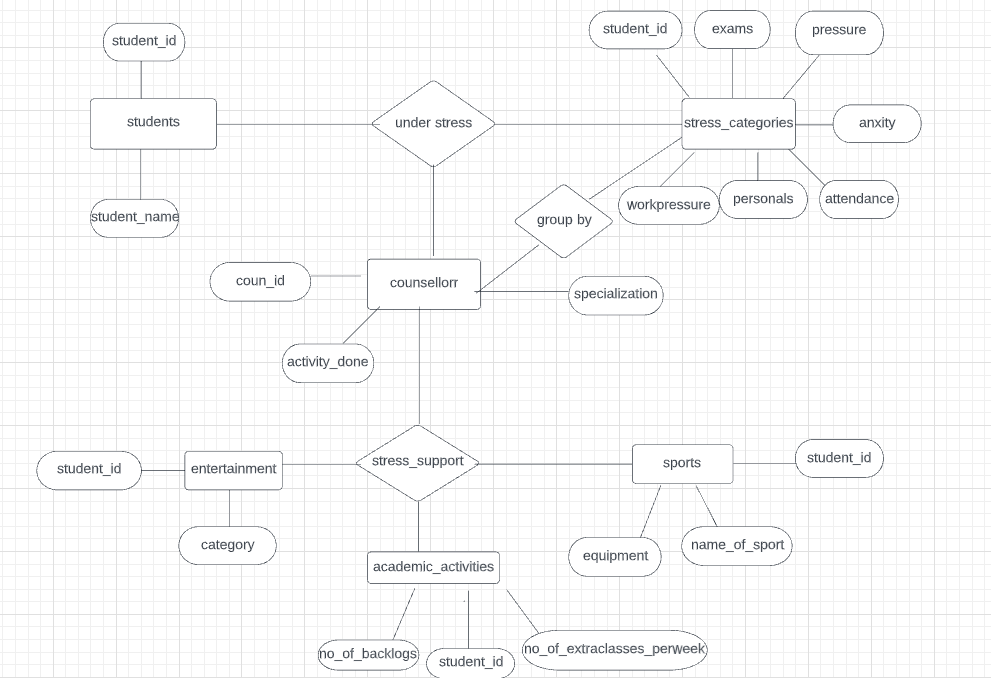 student_id
exams
pressure
student_id
students
under stress
stress_categories
anxity
student_name
group by
workpressure
personals
attendance
coun_id
counsellorr
specialization
activity_done
student_id
entertainment
stress_support
sports
student_id
category
equipment
name_of_sport
academic_activities
no_of_backlogs
student_id
no_of_extraclasses_perweek